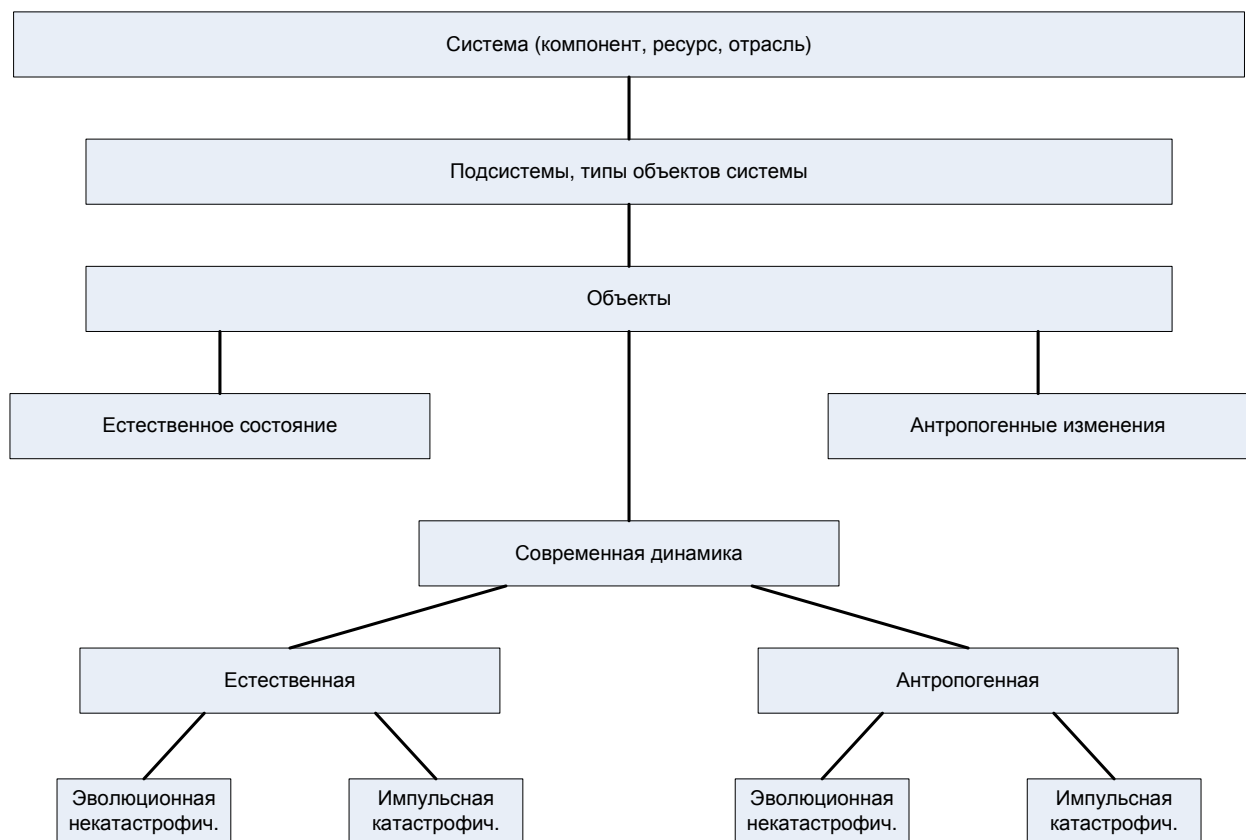 Система (компонент, ресурс, отрасль)
Подсистемы, типы объектов системы
Объекты
Естественное состояние
Антропогенные изменения
Современная динамика
Естественная
Антропогенная
Эволюционная
некатастрофич.
Импульсная
катастрофич.
Эволюционная
некатастрофич.
Импульсная
катастрофич.